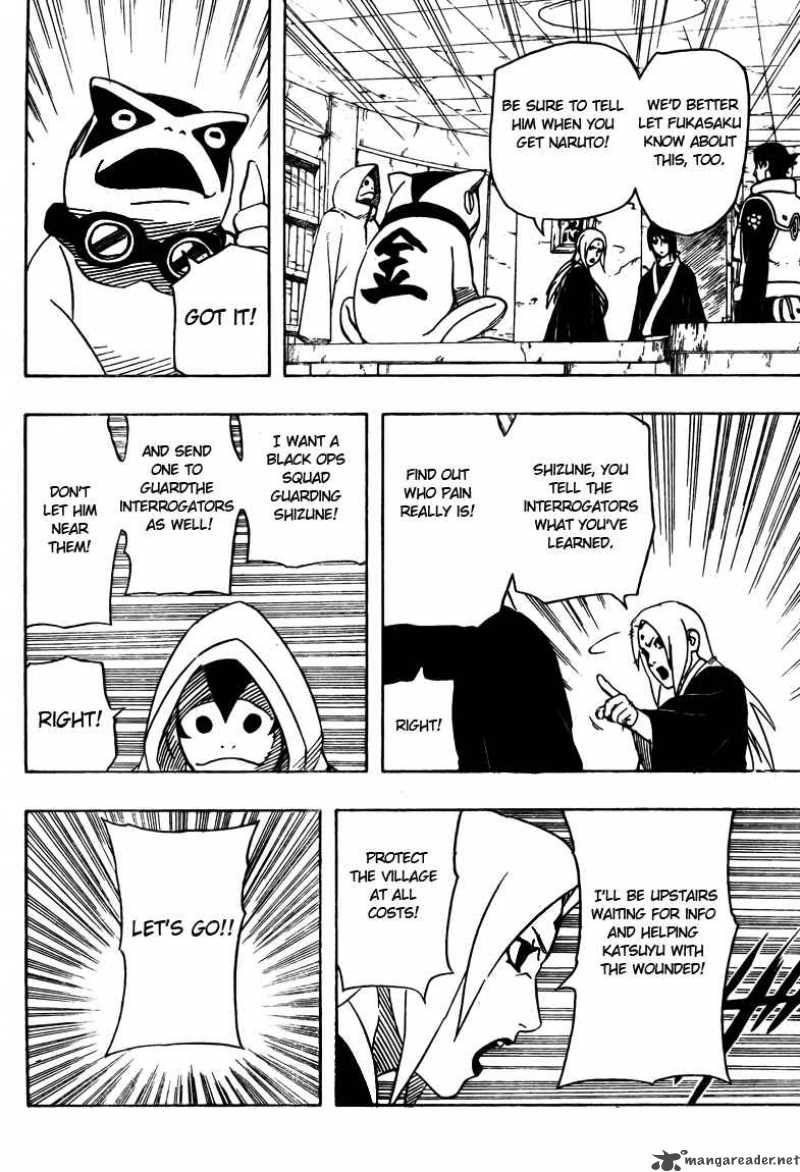 WE'D BETTER
LET FUKASAKU
KNOW ABOUT
THIS, TOO.
BE SURE TO TELL
HIM WHEN YOU
GET NARUTO!
金
GOT IT!
SHIZUNE, YOU
TELL THE
INTERROGATORS
WHAT YOU'VE
LEARNED.
FIND OUT
WHO PAIN
REALLY IS!
RIGHT!
I WANT A
BLACK OPS
SQUAD
GUARDING
SHIZUNE!
AND SEND
ONE TO
GUARDTHE
INTERROGATORS
AS WELL!
DON'T
LET HIM
NEAR
THEM!
RIGHT!
I'LL BE UPSTAIRS
WAITING FOR INFO
AND HELPING
KATSUYU WITH
THE WOUNDED!
PROTECT
THE VILLAGE
AT ALL
COSTS!
LET'S GO!!
mangareader.net